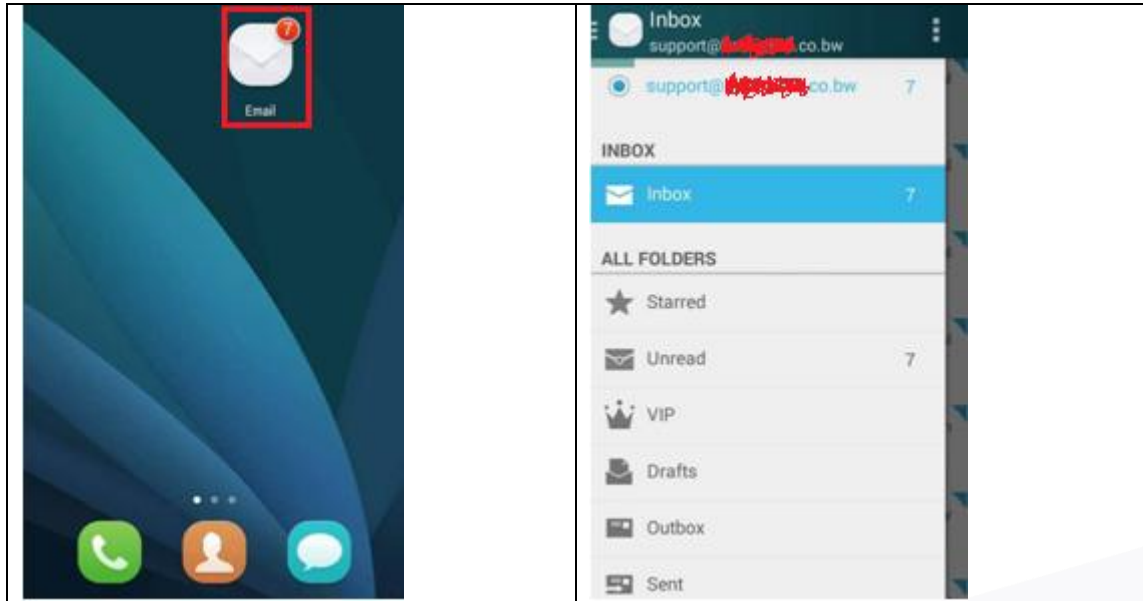 7
Email
Inbox
support@ .co.bw
support@ co.bw 7
INBOX
Inbox 7
ALL FOLDERS
Starred
Unread 7
VIP
Drafts
Outbox
Sent